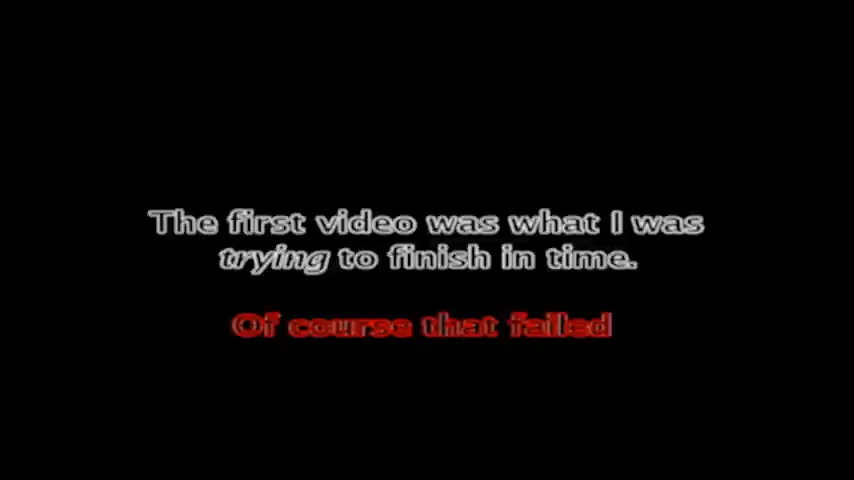 The first video was what I was
trying to finish in time.
Of course that failed